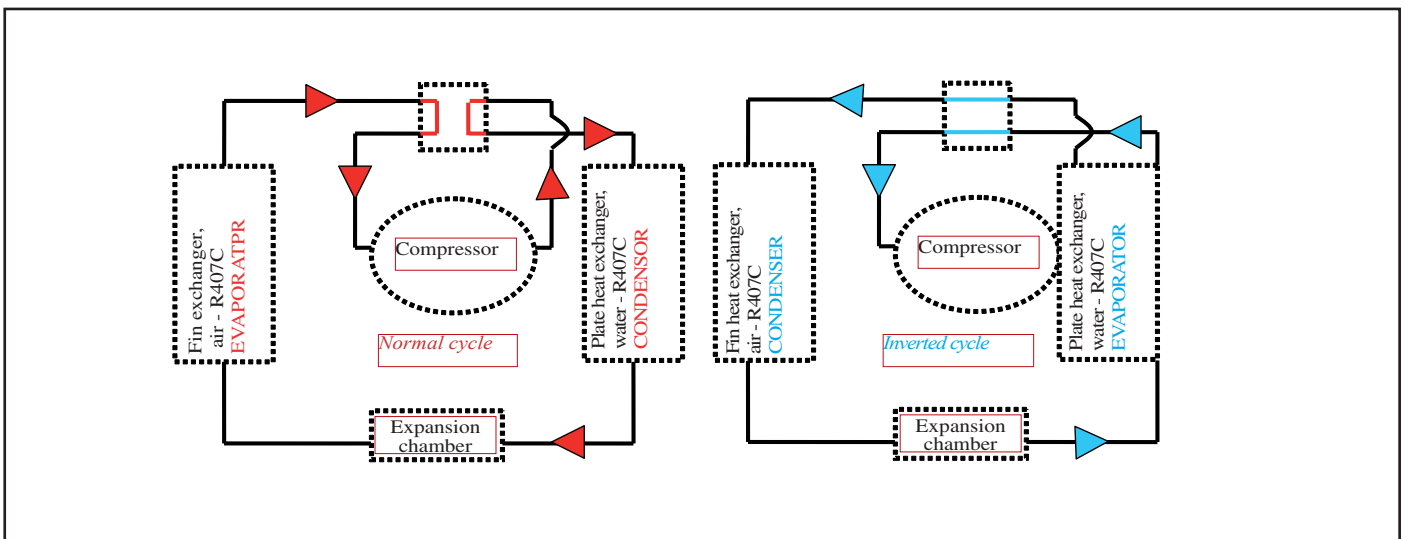 Fin exchanger,
air - R407C
EVAPORATPR
Compressor
Normal cycle
Plate heat exchanger,
water - R407C
CONDENSOR
Expansion
chamber
Fin heat exchanger,
air - R407C
CONDENSER
Compressor
Inverted cycle
Plate heat exchanger,
water - R407C
EVAPORATOR
Expansion
chamber